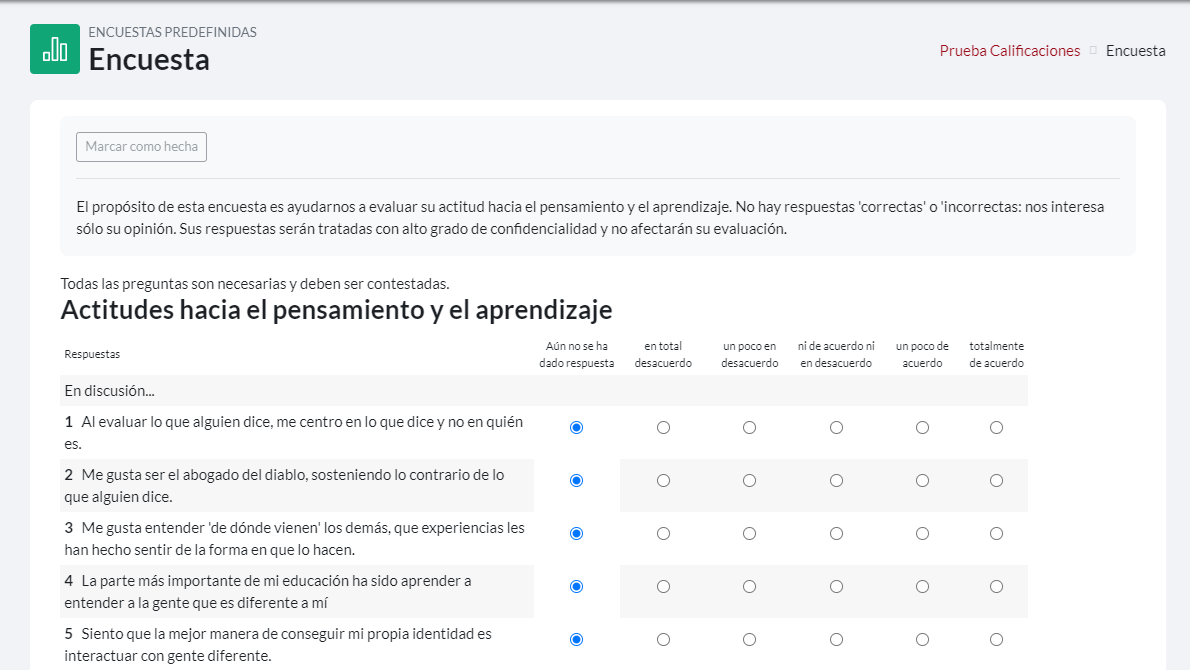 ENCUESTAS PREDEFINIDAS
Encuesta
Prueba Calificaciones Encuesta
Marcar como hecha
El propósito de esta encuesta es ayudarnos a evaluar su actitud hacia el pensamiento y el aprendizaje. No hay respuestas 'correctas' o 'incorrectas: nos interesa
sólo su opinión. Sus respuestas serán tratadas con alto grado de confidencialidad y no afectarán su evaluación.
Todas las preguntas son necesarias y deben ser contestadas.
Actitudes hacia el pensamiento y el aprendizaje
Respuestas
Aún no se ha
dado respuesta
en total
desacuerdo
un poco en
desacuerdo
ni de acuerdo ni
en desacuerdo
un poco de
acuerdo
totalmente
de acuerdo
En discusión...
1 Al evaluar lo que alguien dice, me centro en lo que dice y no en quién
es.
2 Me gusta ser el abogado del diablo, sosteniendo lo contrario de lo
que alguien dice.
3 Me gusta entender 'de dónde vienen' los demás, que experiencias les
han hecho sentir de la forma en que lo hacen.
4 La parte más importante de mi educación ha sido aprender a
entender a la gente que es diferente a mí
5 Siento que la mejor manera de conseguir mi propia identidad es
interactuar con gente diferente.